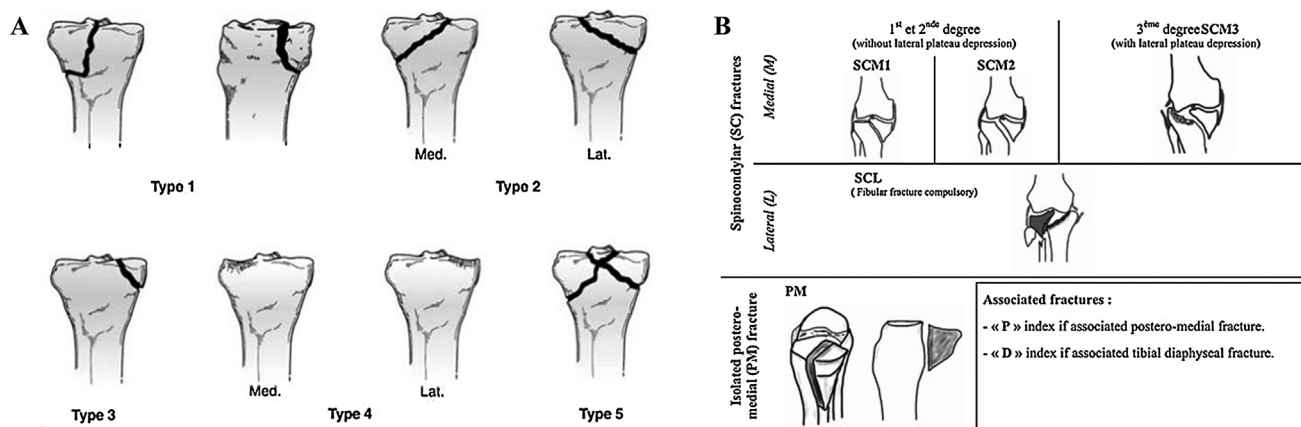 A
Med.
Lat.
Type 1
Type 2
Med.
Lat.
Type 3
Type 4
Type 5
B
Spinocondylar (SC) fractures
Medial (M)
1st et 2nde degree
(without lateral plateau depression)
SCM1
SCM2
3ème degreeSCM3
(with lateral plateau depression)
Lateral (L)
SCL
( Fibular fracture compulsory)
Isolated postero-
medial (PM) fracture
PM
Associated fractures :
- « P » index if associated postero-medial fracture.
- « D » index if associated tibial diaphyseal fracture.